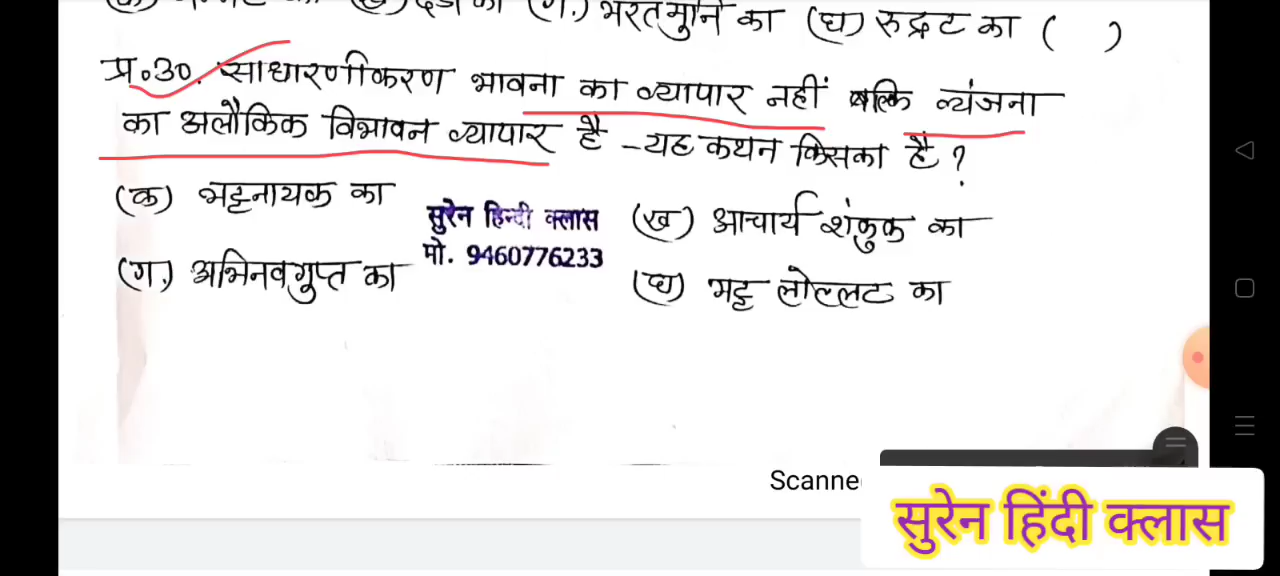 का (ग.) भरतमुनि का (घ) रुद्रट का ( )
प्र०30. साधारणीकरण भावना का व्यापार नहीं बल्कि व्यंजना
का अलौकिक विभावन व्यापार है - यह कथन किसका है ?
(क) भट्टनायक का
(ख) आचार्य शंकुक का
सुरेन हिन्दी क्लास
मो. 9460776233
(ग.) अभिनवगुप्त का
(घ) भट्ट लोल्लट का
Scanne
सुरेन हिंदी क्लास